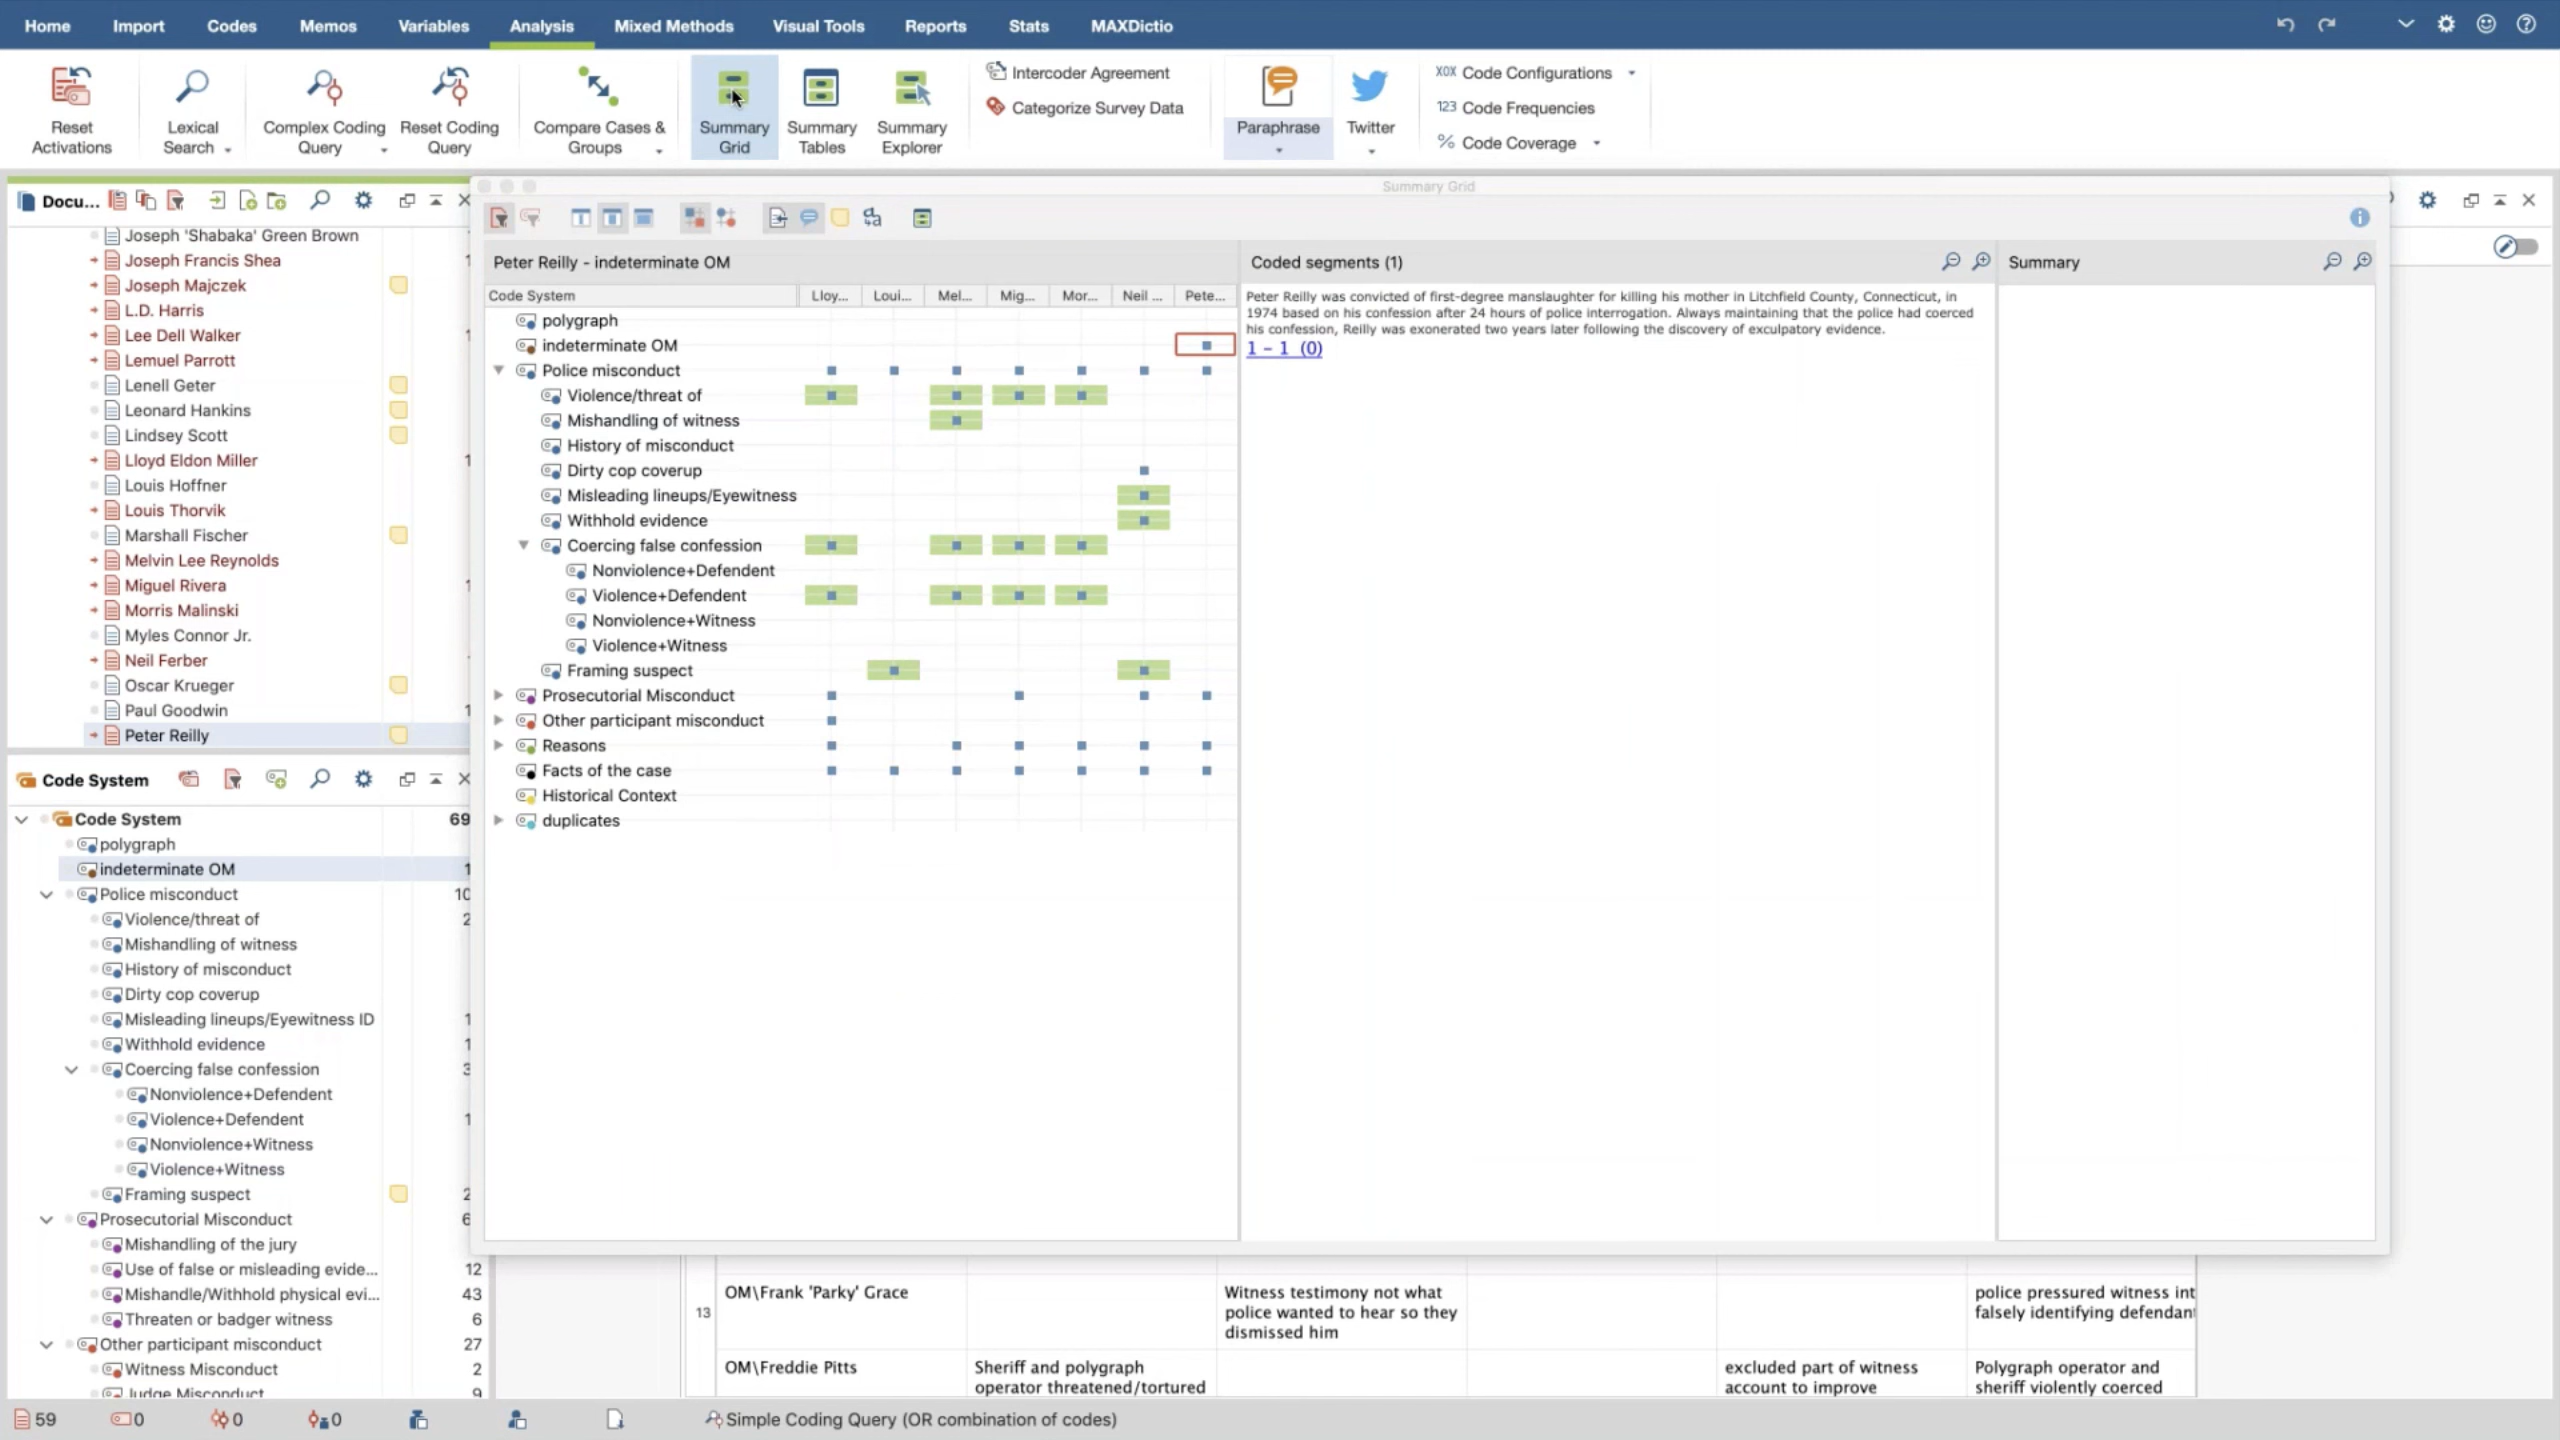 Home Import Codes Memos Variables Analysis Mixed Methods Visual Tools Reports Stats MAXDictio
Reset Activations
Lexical Search
Complex Coding Query
Reset Coding Query
Compare Cases & Groups
Summary Grid
Summary Tables
Summary Explorer
Intercoder Agreement
Categorize Survey Data
Paraphrase
Twitter
XOX Code Configurations
123 Code Frequencies
% Code Coverage
Docu...
Joseph 'Shabaka' Green Brown
Joseph Francis Shea
Joseph Majczek
L.D. Harris
Lee Dell Walker
Lemuel Parrott
Lenell Geter
Leonard Hankins
Lindsey Scott
Lloyd Eldon Miller
Louis Hoffner
Louis Thorvik
Marshall Fischer
Melvin Lee Reynolds
Miguel Rivera
Morris Malinski
Myles Connor Jr.
Neil Ferber
Oscar Krueger
Paul Goodwin
Peter Reilly
Code System
Code System 69
polygraph
indeterminate OM 1
Police misconduct 10
Violence/threat of 2
Mishandling of witness
History of misconduct
Dirty cop coverup
Misleading lineups/Eyewitness ID 1
Withhold evidence 1
Coercing false confession 3
Nonviolence+Defendent
Violence+Defendent 1
Nonviolence+Witness
Violence+Witness
Framing suspect 2
Prosecutorial Misconduct 6
Mishandling of the jury
Use of false or misleading evide... 12
Mishandle/Withhold physical evi... 43
Threaten or badger witness 6
Other participant misconduct 27
Witness Misconduct 2
Judge Misconduct 9
Summary Grid
Peter Reilly - indeterminate OM
Code System Lloy... Loui... Mel... Mig... Mor... Neil ... Pete...
polygraph
indeterminate OM
Police misconduct
Violence/threat of
Mishandling of witness
History of misconduct
Dirty cop coverup
Misleading lineups/Eyewitness
Withhold evidence
Coercing false confession
Nonviolence+Defendent
Violence+Defendent
Nonviolence+Witness
Violence+Witness
Framing suspect
Prosecutorial Misconduct
Other participant misconduct
Reasons
Facts of the case
Historical Context
duplicates
Coded segments (1)
Peter Reilly was convicted of first-degree manslaughter for killing his mother in Litchfield County, Connecticut, in
1974 based on his confession after 24 hours of police interrogation. Always maintaining that the police had coerced
his confession, Reilly was exonerated two years later following the discovery of exculpatory evidence.
1 - 1 (0)
Summary
13
OM\Frank 'Parky' Grace
Witness testimony not what
police wanted to hear so they
dismissed him
police pressured witness int
falsely identifying defendan
OM\Freddie Pitts
Sheriff and polygraph
operator threatened/tortured
excluded part of witness
account to improve
Polygraph operator and
sheriff violently coerced
59 0 0 0
Simple Coding Query (OR combination of codes)